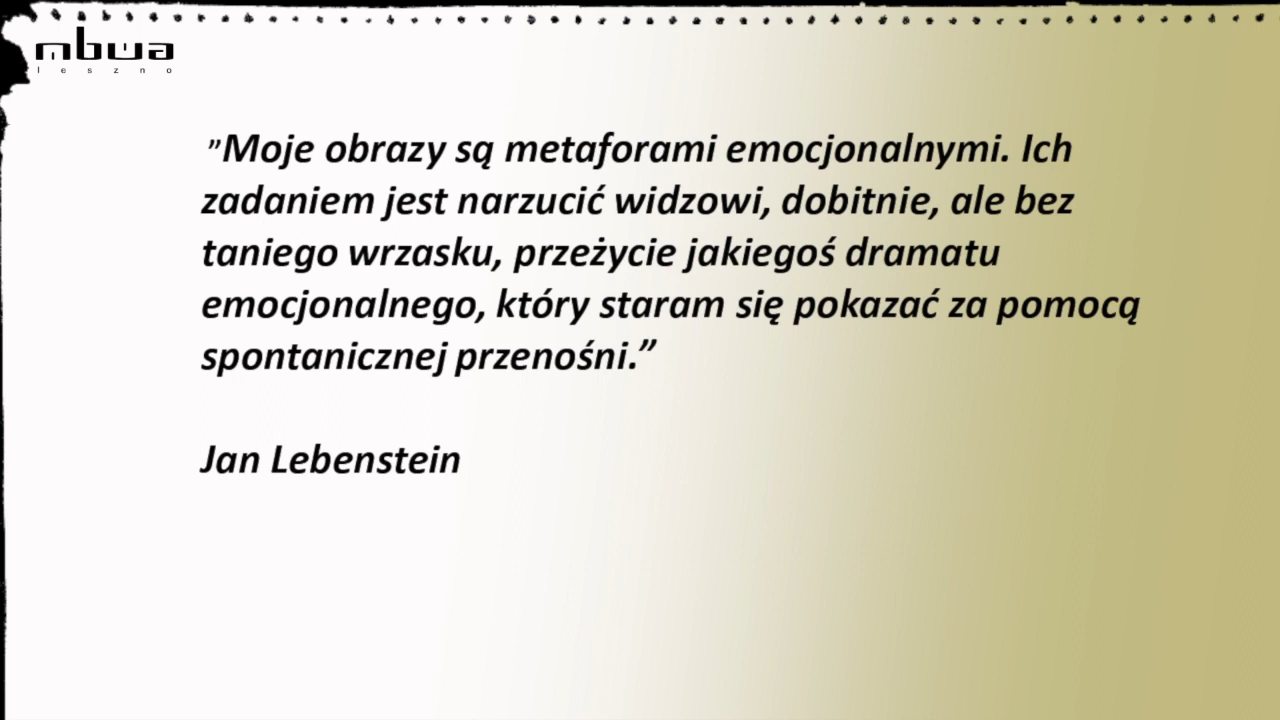 mbwa
leszno
”Moje obrazy są metaforami emocjonalnymi. Ich
zadaniem jest narzucić widzowi, dobitnie, ale bez
taniego wrzasku, przeżycie jakiegoś dramatu
emocjonalnego, który staram się pokazać za pomocą
spontanicznej przenośni.”
Jan Lebenstein